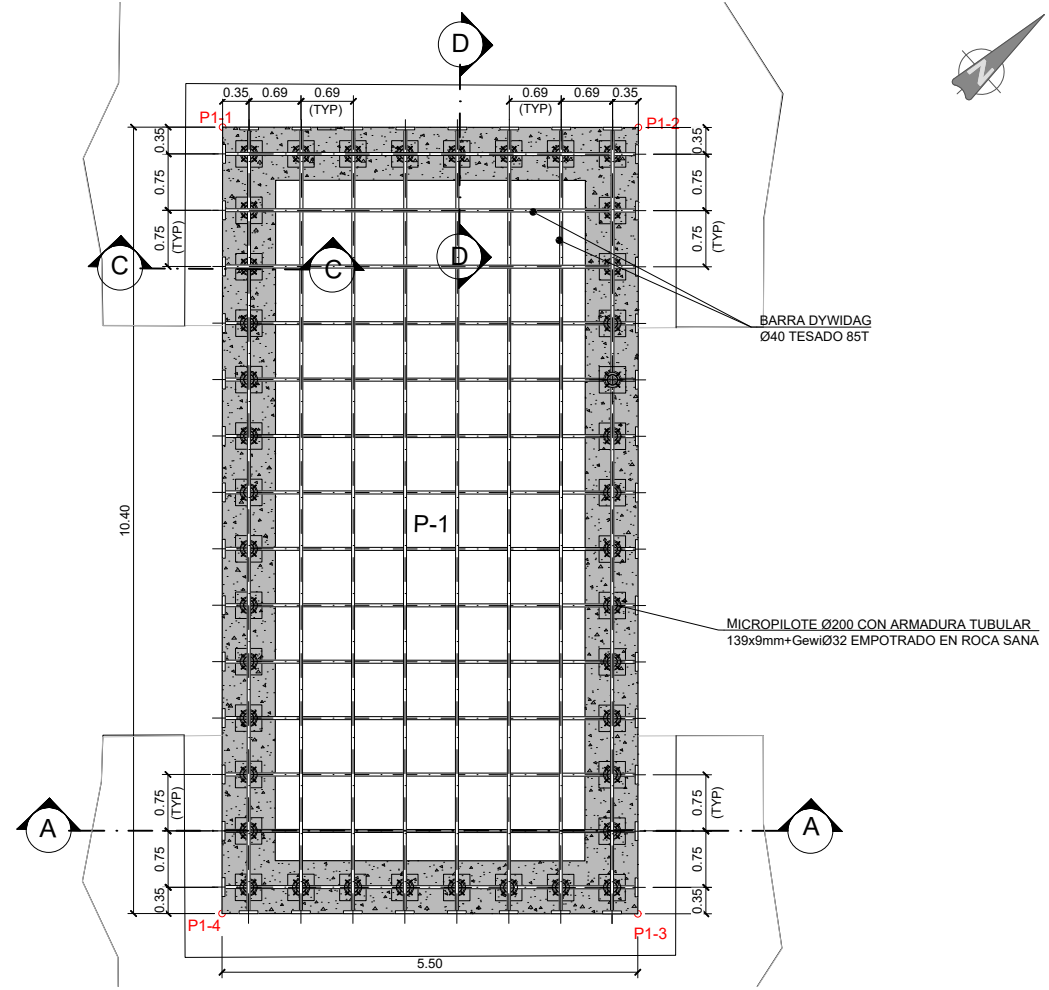 D
N
0.35 0.69 0.69 0.69 0.69 0.35
(TYP) (TYP)
P1-1 P1-2
0.35 0.35
0.75 0.75
0.75 0.75
(TYP) (TYP)
C C D
BARRA DYWIDAG
Ø40 TESADO 85T
10.40
P-1
MICROPILOTE Ø200 CON ARMADURA TUBULAR
139x9mm+GewiØ32 EMPOTRADO EN ROCA SANA
0.75 0.75
(TYP) (TYP)
A A
0.75 0.75
0.35 0.35
P1-4 P1-3
5.50